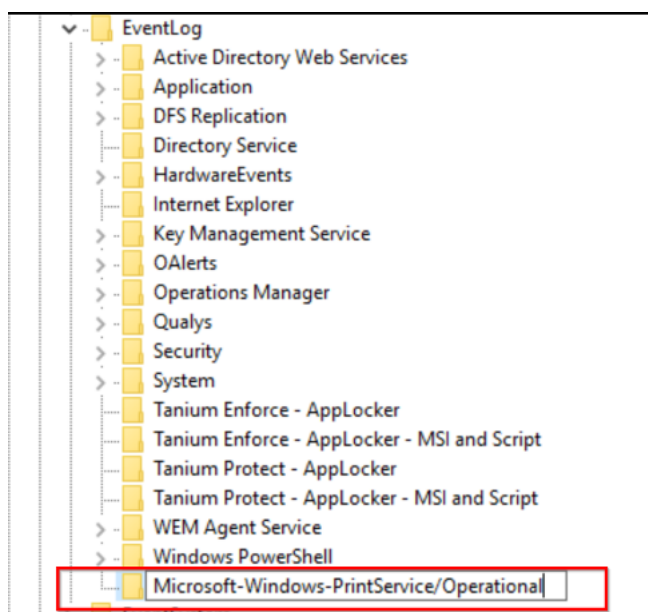 EventLog
Active Directory Web Services
Application
DFS Replication
Directory Service
HardwareEvents
Internet Explorer
Key Management Service
OAlerts
Operations Manager
Qualys
Security
System
Tanium Enforce - AppLocker
Tanium Enforce - AppLocker - MSI and Script
Tanium Protect - AppLocker
Tanium Protect - AppLocker - MSI and Script
WEM Agent Service
Windows PowerShell
Microsoft-Windows-PrintService/Operational